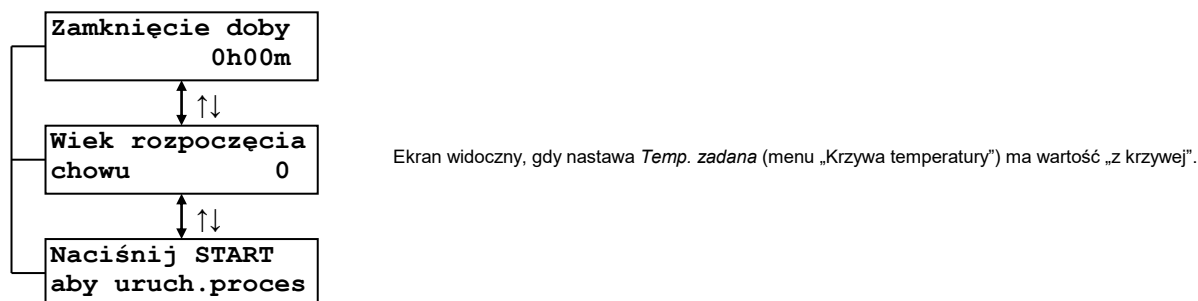 Zamknięcie doby
0h00m
↑↓
Wiek rozpoczęcia
chowu 0
Ekran widoczny, gdy nastawa Temp. zadana (menu „Krzywa temperatury”) ma wartość „z krzywej”.
↑↓
Naciśnij START
aby uruch.proces